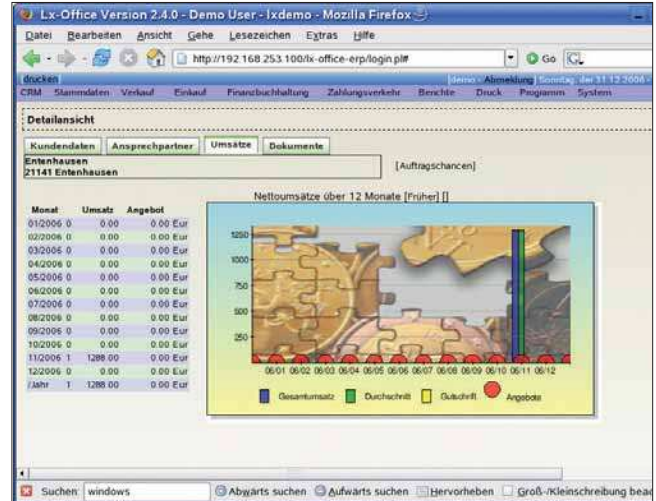 Lx-Office Version 2.4.0 - Demo User - lxdemo - Mozilla Firefox
Datei Bearbeiten Ansicht Gehe Lesezeichen Extras Hilfe
http://192.168.253.100/lx-office-erp/login.pl# Go
drucken [demo - Abmeldung] Sonntag, der 31.12.2006 -
CRM Stammdaten Verkauf Einkauf Finanzbuchhaltung Zahlungsverkehr Berichte Druck Programm System
Detailansicht
Kundendaten Ansprechpartner Umsätze Dokumente
Entenhausen
21141 Entenhausen
[Auftragschancen]
Nettoumsätze über 12 Monate [Früher] []
Monat Umsatz Angebot
01/2006 0 0.00 0.00 Eur
02/2006 0 0.00 0.00 Eur
03/2006 0 0.00 0.00 Eur
04/2006 0 0.00 0.00 Eur
05/2006 0 0.00 0.00 Eur
06/2006 0 0.00 0.00 Eur
07/2006 0 0.00 0.00 Eur
08/2006 0 0.00 0.00 Eur
09/2006 0 0.00 0.00 Eur
10/2006 0 0.00 0.00 Eur
11/2006 1 1288.00 0.00 Eur
12/2006 0 0.00 0.00 Eur
/Jahr 1 1288.00 0.00 Eur
1250
1000
750
500
250
06/01 06/02 06/03 06/04 06/05 06/06 06/07 06/08 06/09 06/10 06/11 06/12
Gesamtumsatz Durchschnitt Gutschrift Angebote
Suchen: windows Abwärts suchen Aufwärts suchen Hervorheben Groß-/Kleinschreibung beac